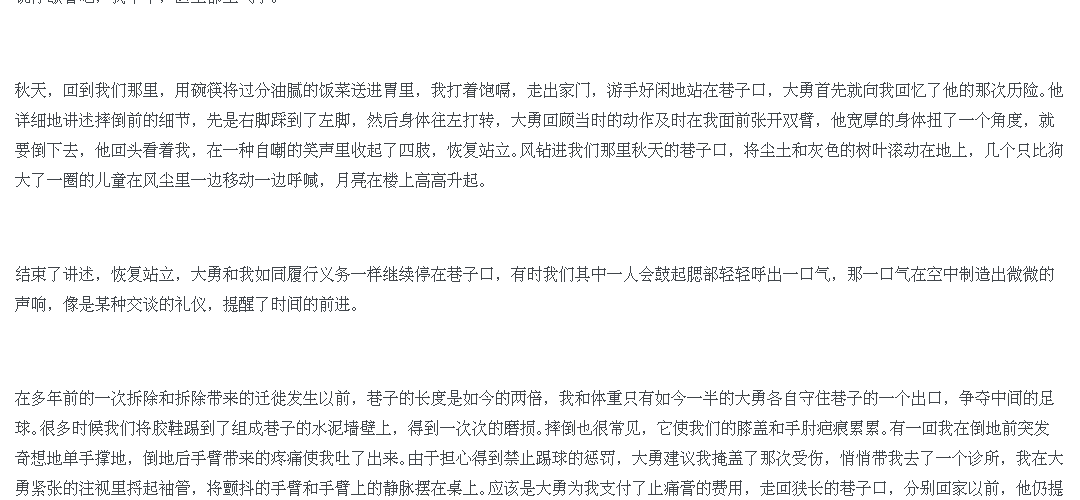 秋天，回到我们那里，用碗筷将过分油腻的饭菜送进胃里，我打着饱嗝，走出家门，游手好闲地站在巷子口，大勇首先就向我回忆了他的那次历险。他
详细地讲述摔倒前的细节，先是右脚踩到了左脚，然后身体往左打转，大勇回顾当时的动作及时在我面前张开双臂，他宽厚的身体扭了一个角度，就
要倒下去，他回头看着我，在一种自嘲的笑声里收起了四肢，恢复站立。风钻进我们那里秋天的巷子口，将尘土和灰色的树叶滚动在地上，几个只比狗
大了一圈的儿童在风尘里一边移动一边呼喊，月亮在楼上高高升起。
结束了讲述，恢复站立，大勇和我如同履行义务一样继续停在巷子口，有时我们其中一人会鼓起腮部轻轻呼出一口气，那一口气在空中制造出微微的
声响，像是某种交谈的礼仪，提醒了时间的前进。
在多年前的一次拆除和拆除带来的迁徙发生以前，巷子的长度是如今的两倍，我和体重只有如今一半的大勇各自守住巷子的一个出口，争夺中间的足
球。很多时候我们将胶鞋踢到了组成巷子的水泥墙壁上，得到一次次的磨损。摔倒也很常见，它使我们的膝盖和手肘疤痕累累。有一回我在倒地前突发
奇想地单手撑地，倒地后手臂带来的疼痛使我吐了出来。由于担心得到禁止踢球的惩罚，大勇建议我掩盖了那次受伤，悄悄带我去了一个诊所，我在大
勇紧张的注视里捋起袖管，将颤抖的手臂和手臂上的静脉摆在桌上。应该是大勇为我支付了止痛膏的费用，走回狭长的巷子口，分别回家以前，他仍提